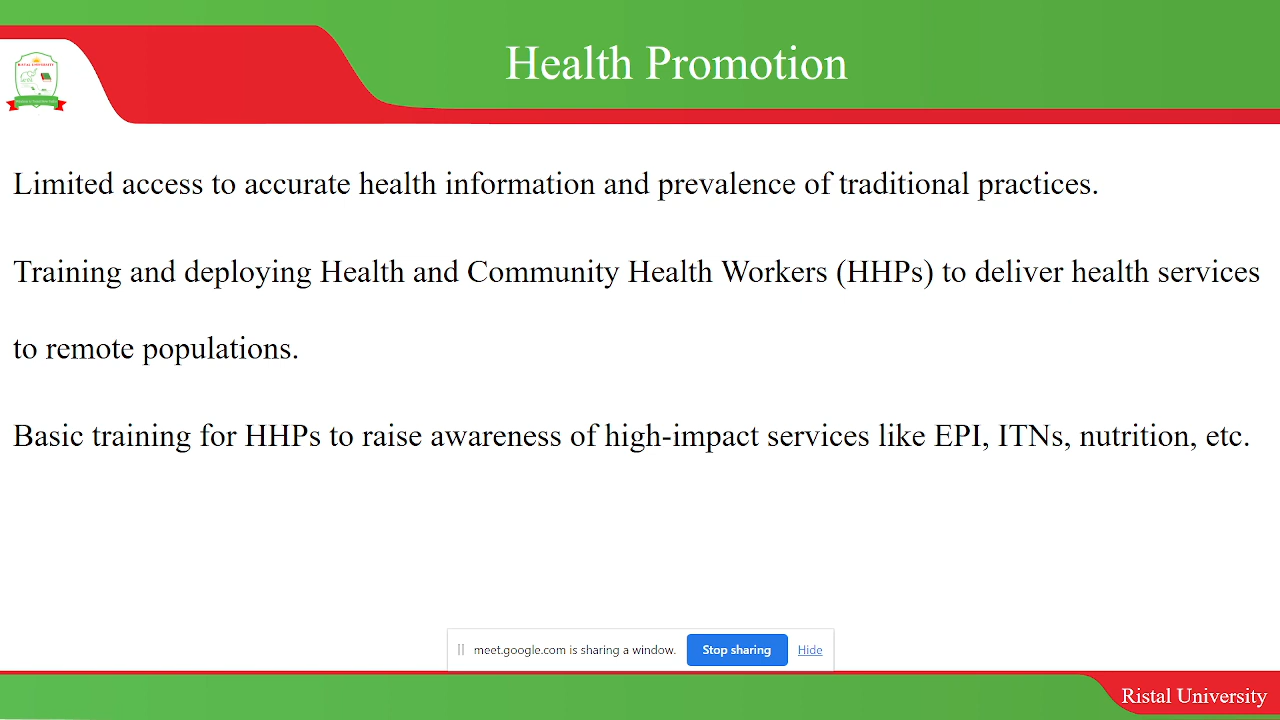 Health Promotion
RISTAL UNIVERSITY
Limited access to accurate health information and prevalence of traditional practices.
Training and deploying Health and Community Health Workers (HHPs) to deliver health services
to remote populations.
Basic training for HHPs to raise awareness of high-impact services like EPI, ITNs, nutrition, etc.
meet.google.com is sharing a window. Stop sharing Hide
Ristal University